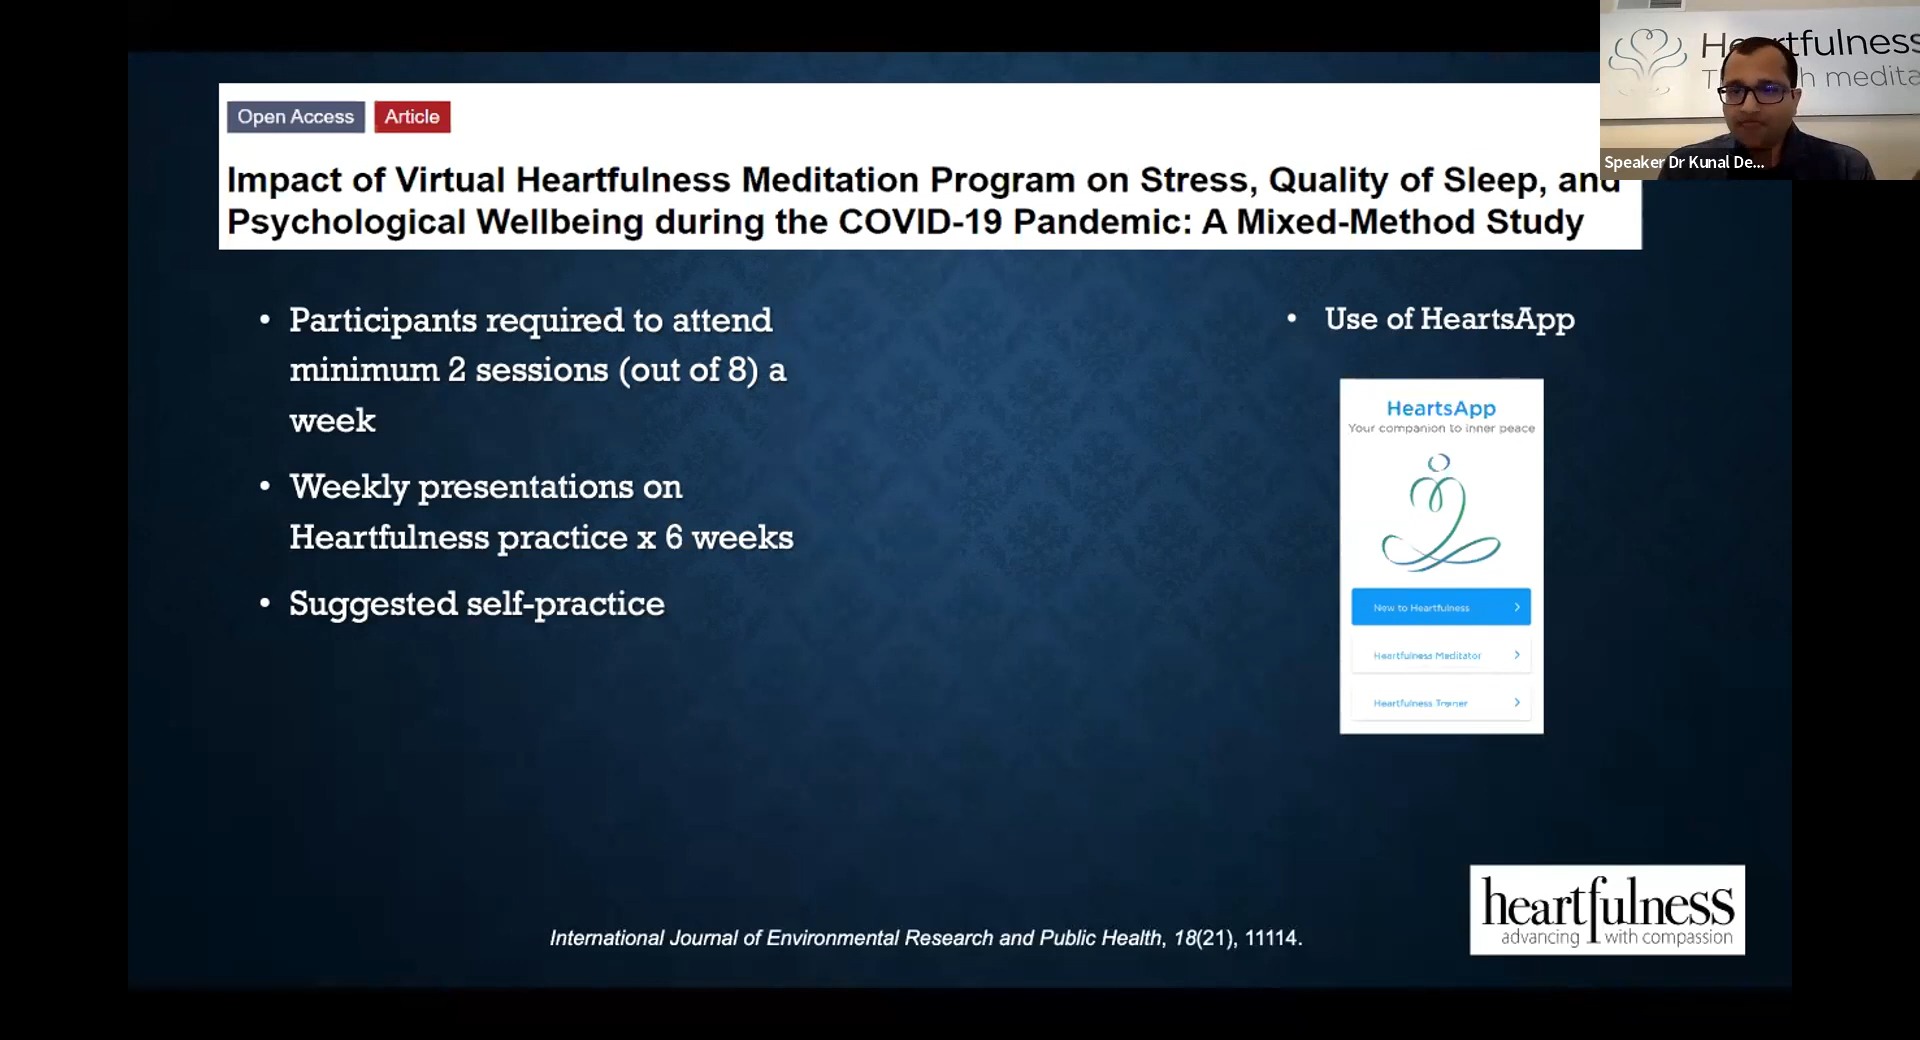 Open Access Article
Impact of Virtual Heartfulness Meditation Program on Stress, Quality of Sleep, and
Psychological Wellbeing during the COVID-19 Pandemic: A Mixed-Method Study
• Participants required to attend
minimum 2 sessions (out of 8) a
week
• Weekly presentations on
Heartfulness practice x 6 weeks
• Suggested self-practice
• Use of HeartsApp
HeartsApp
Your companion to inner peace
New to Heartfulness
Heartfulness Meditator
Heartfulness Trainer
International Journal of Environmental Research and Public Health, 18(21), 11114.
heartfulness
advancing with compassion
Speaker Dr Kunal De...